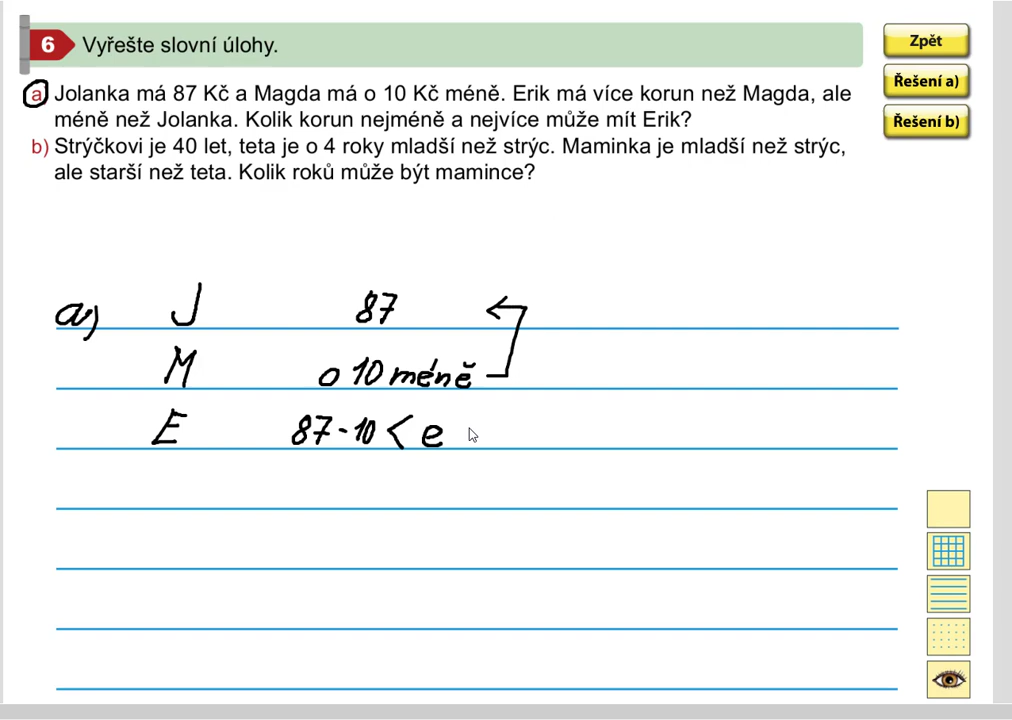 6 Vyřešte slovní úlohy.
Zpět
Řešení a)
Řešení b)
a) Jolanka má 87 Kč a Magda má o 10 Kč méně. Erik má více korun než Magda, ale
méně než Jolanka. Kolik korun nejméně a nejvíce může mít Erik?
b) Strýčkovi je 40 let, teta je o 4 roky mladší než strýc. Maminka je mladší než strýc,
ale starší než teta. Kolik roků může být mamince?
a) J 87
M o 10 méně
E 87-10 < e